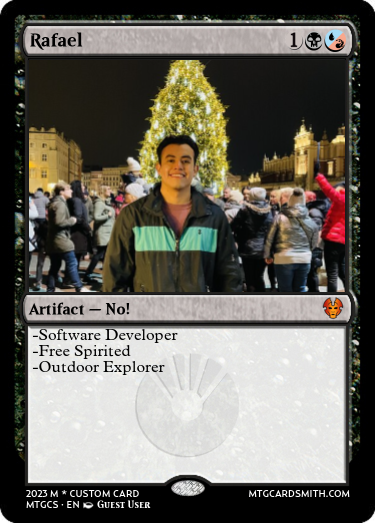 Rafael 1
Artifact — No!
-Software Developer
-Free Spirited
-Outdoor Explorer
2023 M * CUSTOM CARD MTGCARDSMITH.COM
MTGCS · EN GUEST USER